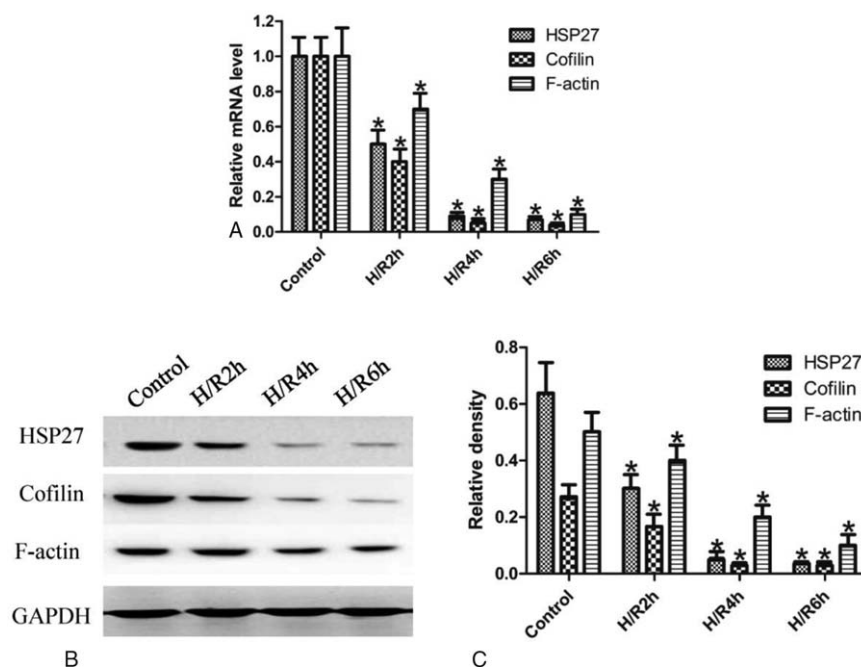 Relative mRNA level
1.2
1.0
0.8
0.6
0.4
0.2
0.0
HSP27
Cofilin
F-actin
* * *
* * *
* * *
Control
H/R2h
H/R4h
H/R6h
A
Control
H/R2h
H/R4h
H/R6h
HSP27
Cofilin
F-actin
GAPDH
B
Relative density
0.8
0.6
0.4
0.2
0.0
HSP27
Cofilin
F-actin
* * *
* * *
* * *
Control
H/R2h
H/R4h
H/R6h
C